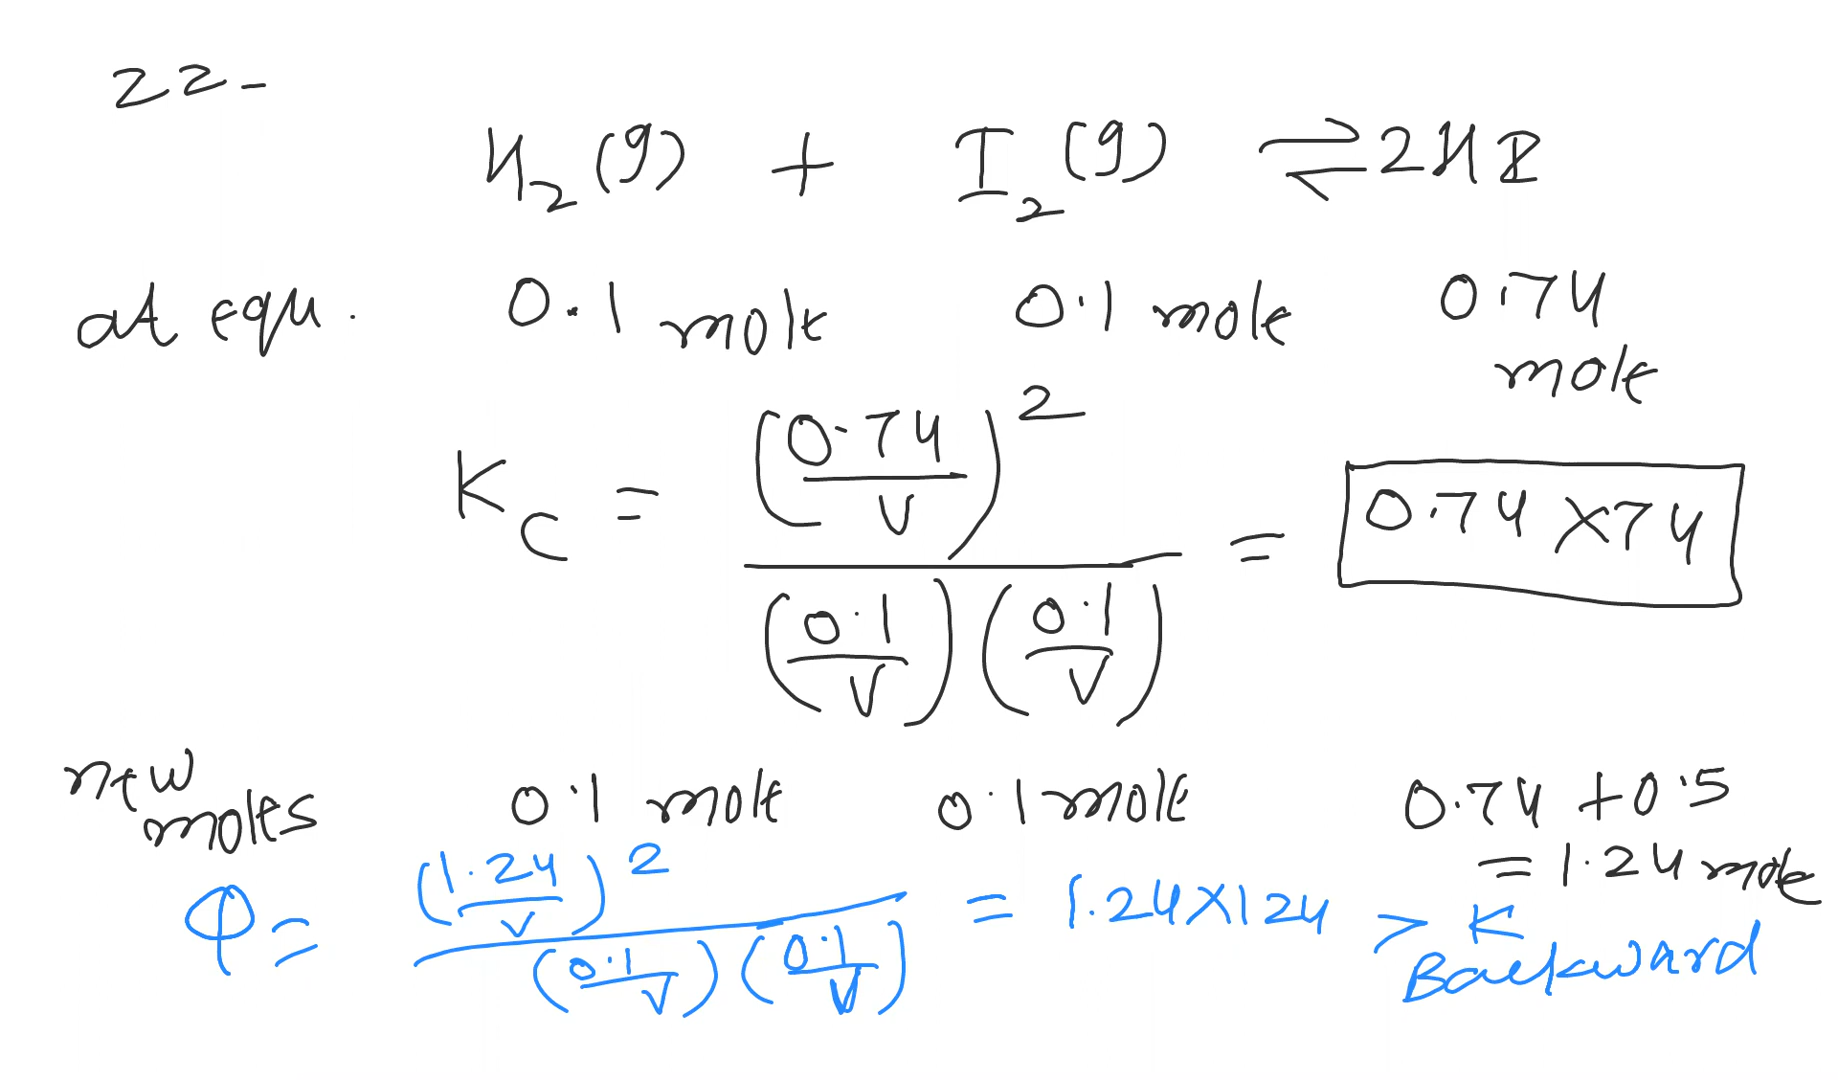 22-
H₂(g) + I₂(g) ⇌ 2HI
at equ. 0.1 mole 0.1 mole 0.74 mole
K_C = (0.74/V)² / (0.1/V)(0.1/V) = 0.74 × 74
new moles 0.1 mole 0.1 mole 0.74 + 0.5
= 1.24 mole
Q = (1.24/V)² / (0.1/V)(0.1/V) = 1.24 × 124 > K
Backward